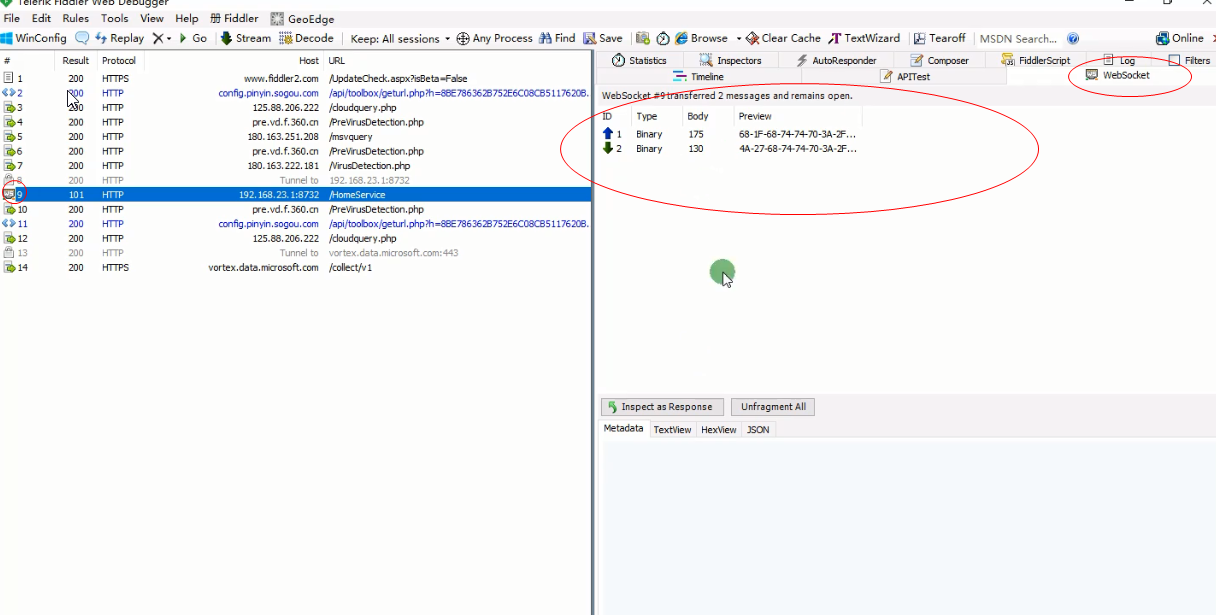 Telerik Fiddler Web Debugger
File Edit Rules Tools View Help 册 Fiddler GeoEdge
WinConfig Replay Go Stream Decode Keep: All sessions Any Process Find Save Browse Clear Cache TextWizard Tearoff MSDN Search... Online
# Result Protocol Host URL
1 200 HTTPS www.fiddler2.com /UpdateCheck.aspx?isBeta=False
2 200 HTTP config.pinyin.sogou.com /api/toolbox/geturl.php?h=8BE786362B752E6C08CB5117620B.
3 200 HTTP 125.88.206.222 /cloudquery.php
4 200 HTTP pre.vd.f.360.cn /PreVirusDetection.php
5 200 HTTP 180.163.251.208 /msvquery
6 200 HTTP pre.vd.f.360.cn /PreVirusDetection.php
7 200 HTTP 180.163.222.181 /VirusDetection.php
8 200 HTTP Tunnel to 192.168.23.1:8732
9 101 HTTP 192.168.23.1:8732 /HomeService
10 200 HTTP pre.vd.f.360.cn /PreVirusDetection.php
11 200 HTTP config.pinyin.sogou.com /api/toolbox/geturl.php?h=8BE786362B752E6C08CB5117620B.
12 200 HTTP 125.88.206.222 /cloudquery.php
13 200 HTTP Tunnel to vortex.data.microsoft.com:443
14 200 HTTPS vortex.data.microsoft.com /collect/v1
Statistics Inspectors AutoResponder Composer FiddlerScript Log Filters
Timeline APITest WebSocket
WebSocket #9 transferred 2 messages and remains open.
ID Type Body Preview
1 Binary 175 68-1F-68-74-74-70-3A-2F...
2 Binary 130 4A-27-68-74-74-70-3A-2F...
Inspect as Response Unfragment All
Metadata TextView HexView JSON